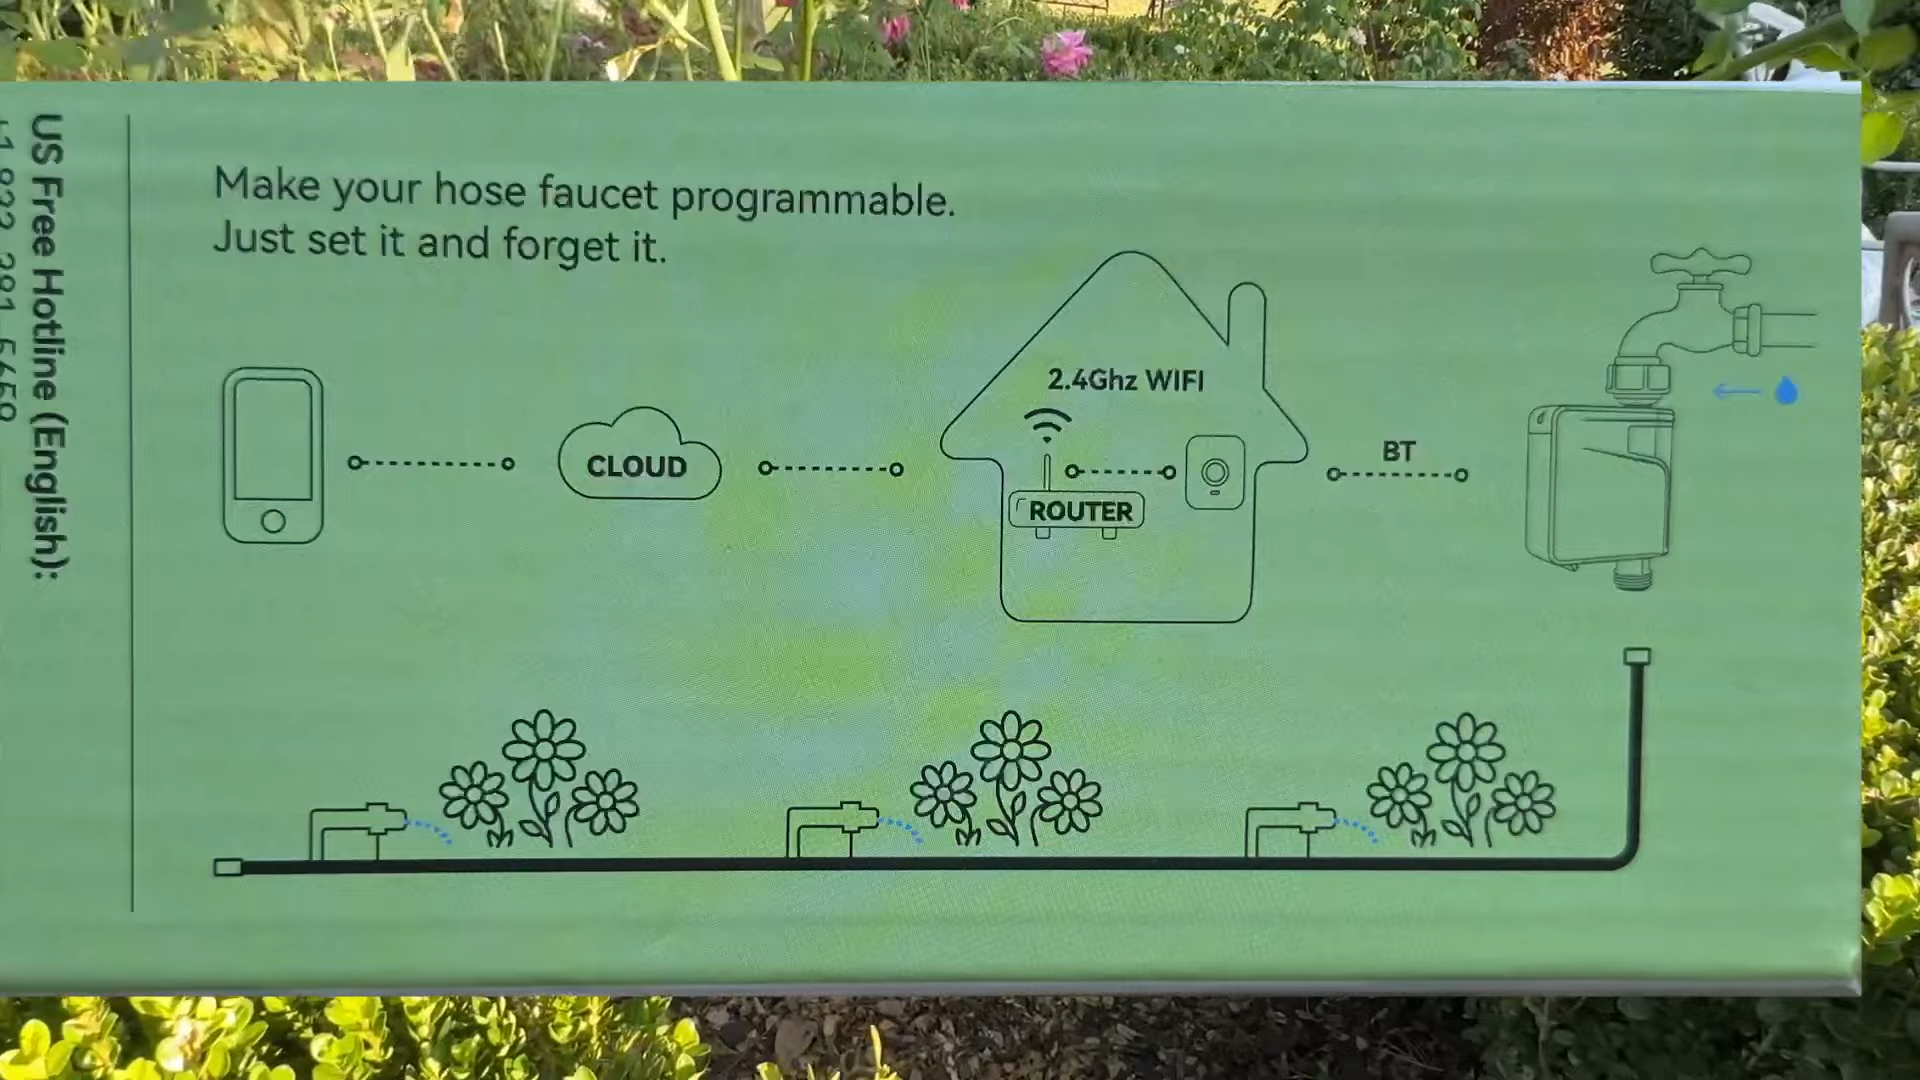 US Free Hotline (English):
Make your hose faucet programmable.
Just set it and forget it.
2.4Ghz WIFI
CLOUD
ROUTER
BT